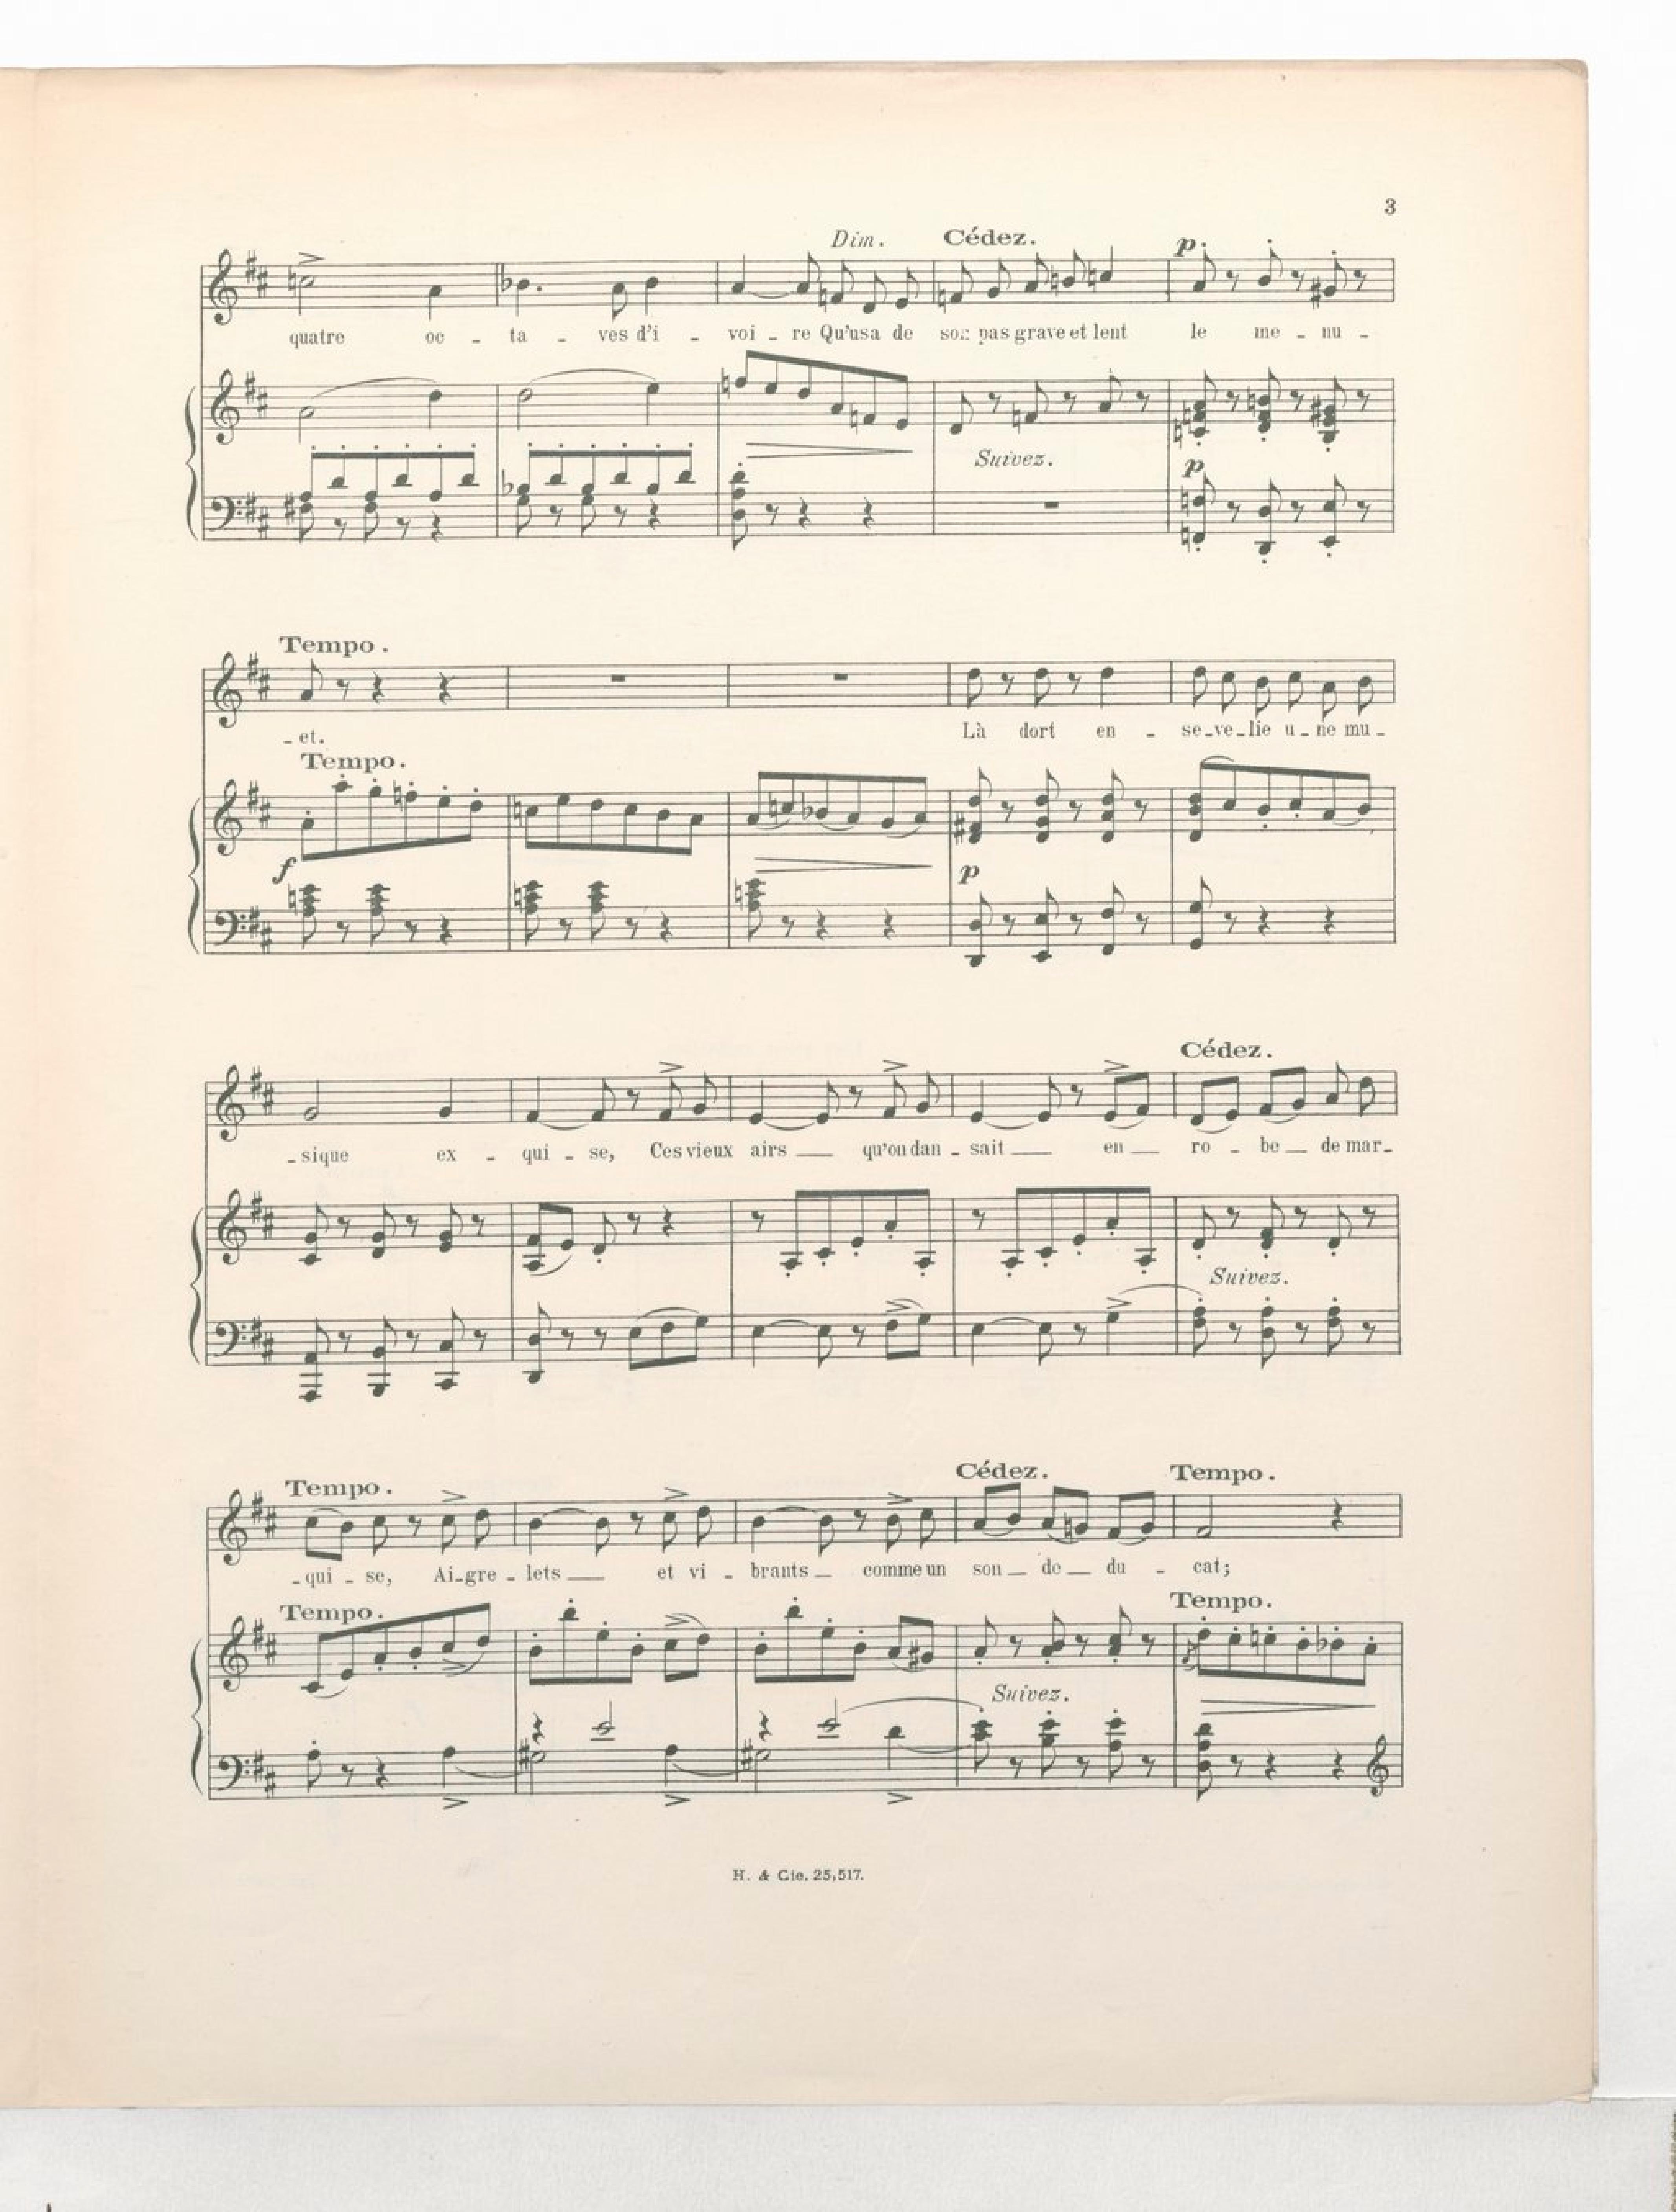 3
Dim. Cédez. p
quatre oc - ta - ves d'i - voi - re Qu'usa de son pas grave et lent le me - nu -
Suivez.
p
Tempo.
- et. Là dort en - se - ve - lie u - ne mu -
Tempo.
f p
Cédez.
- sique ex - qui - se, Ces vieux airs qu'on dan - sait en ro - be de mar -
Suivez.
Tempo. Cédez. Tempo.
- qui - se, Ai - gre - lets et vi - brants comme un son de du - cat;
Tempo. Tempo.
Suivez.
H. & Cie. 25,517.